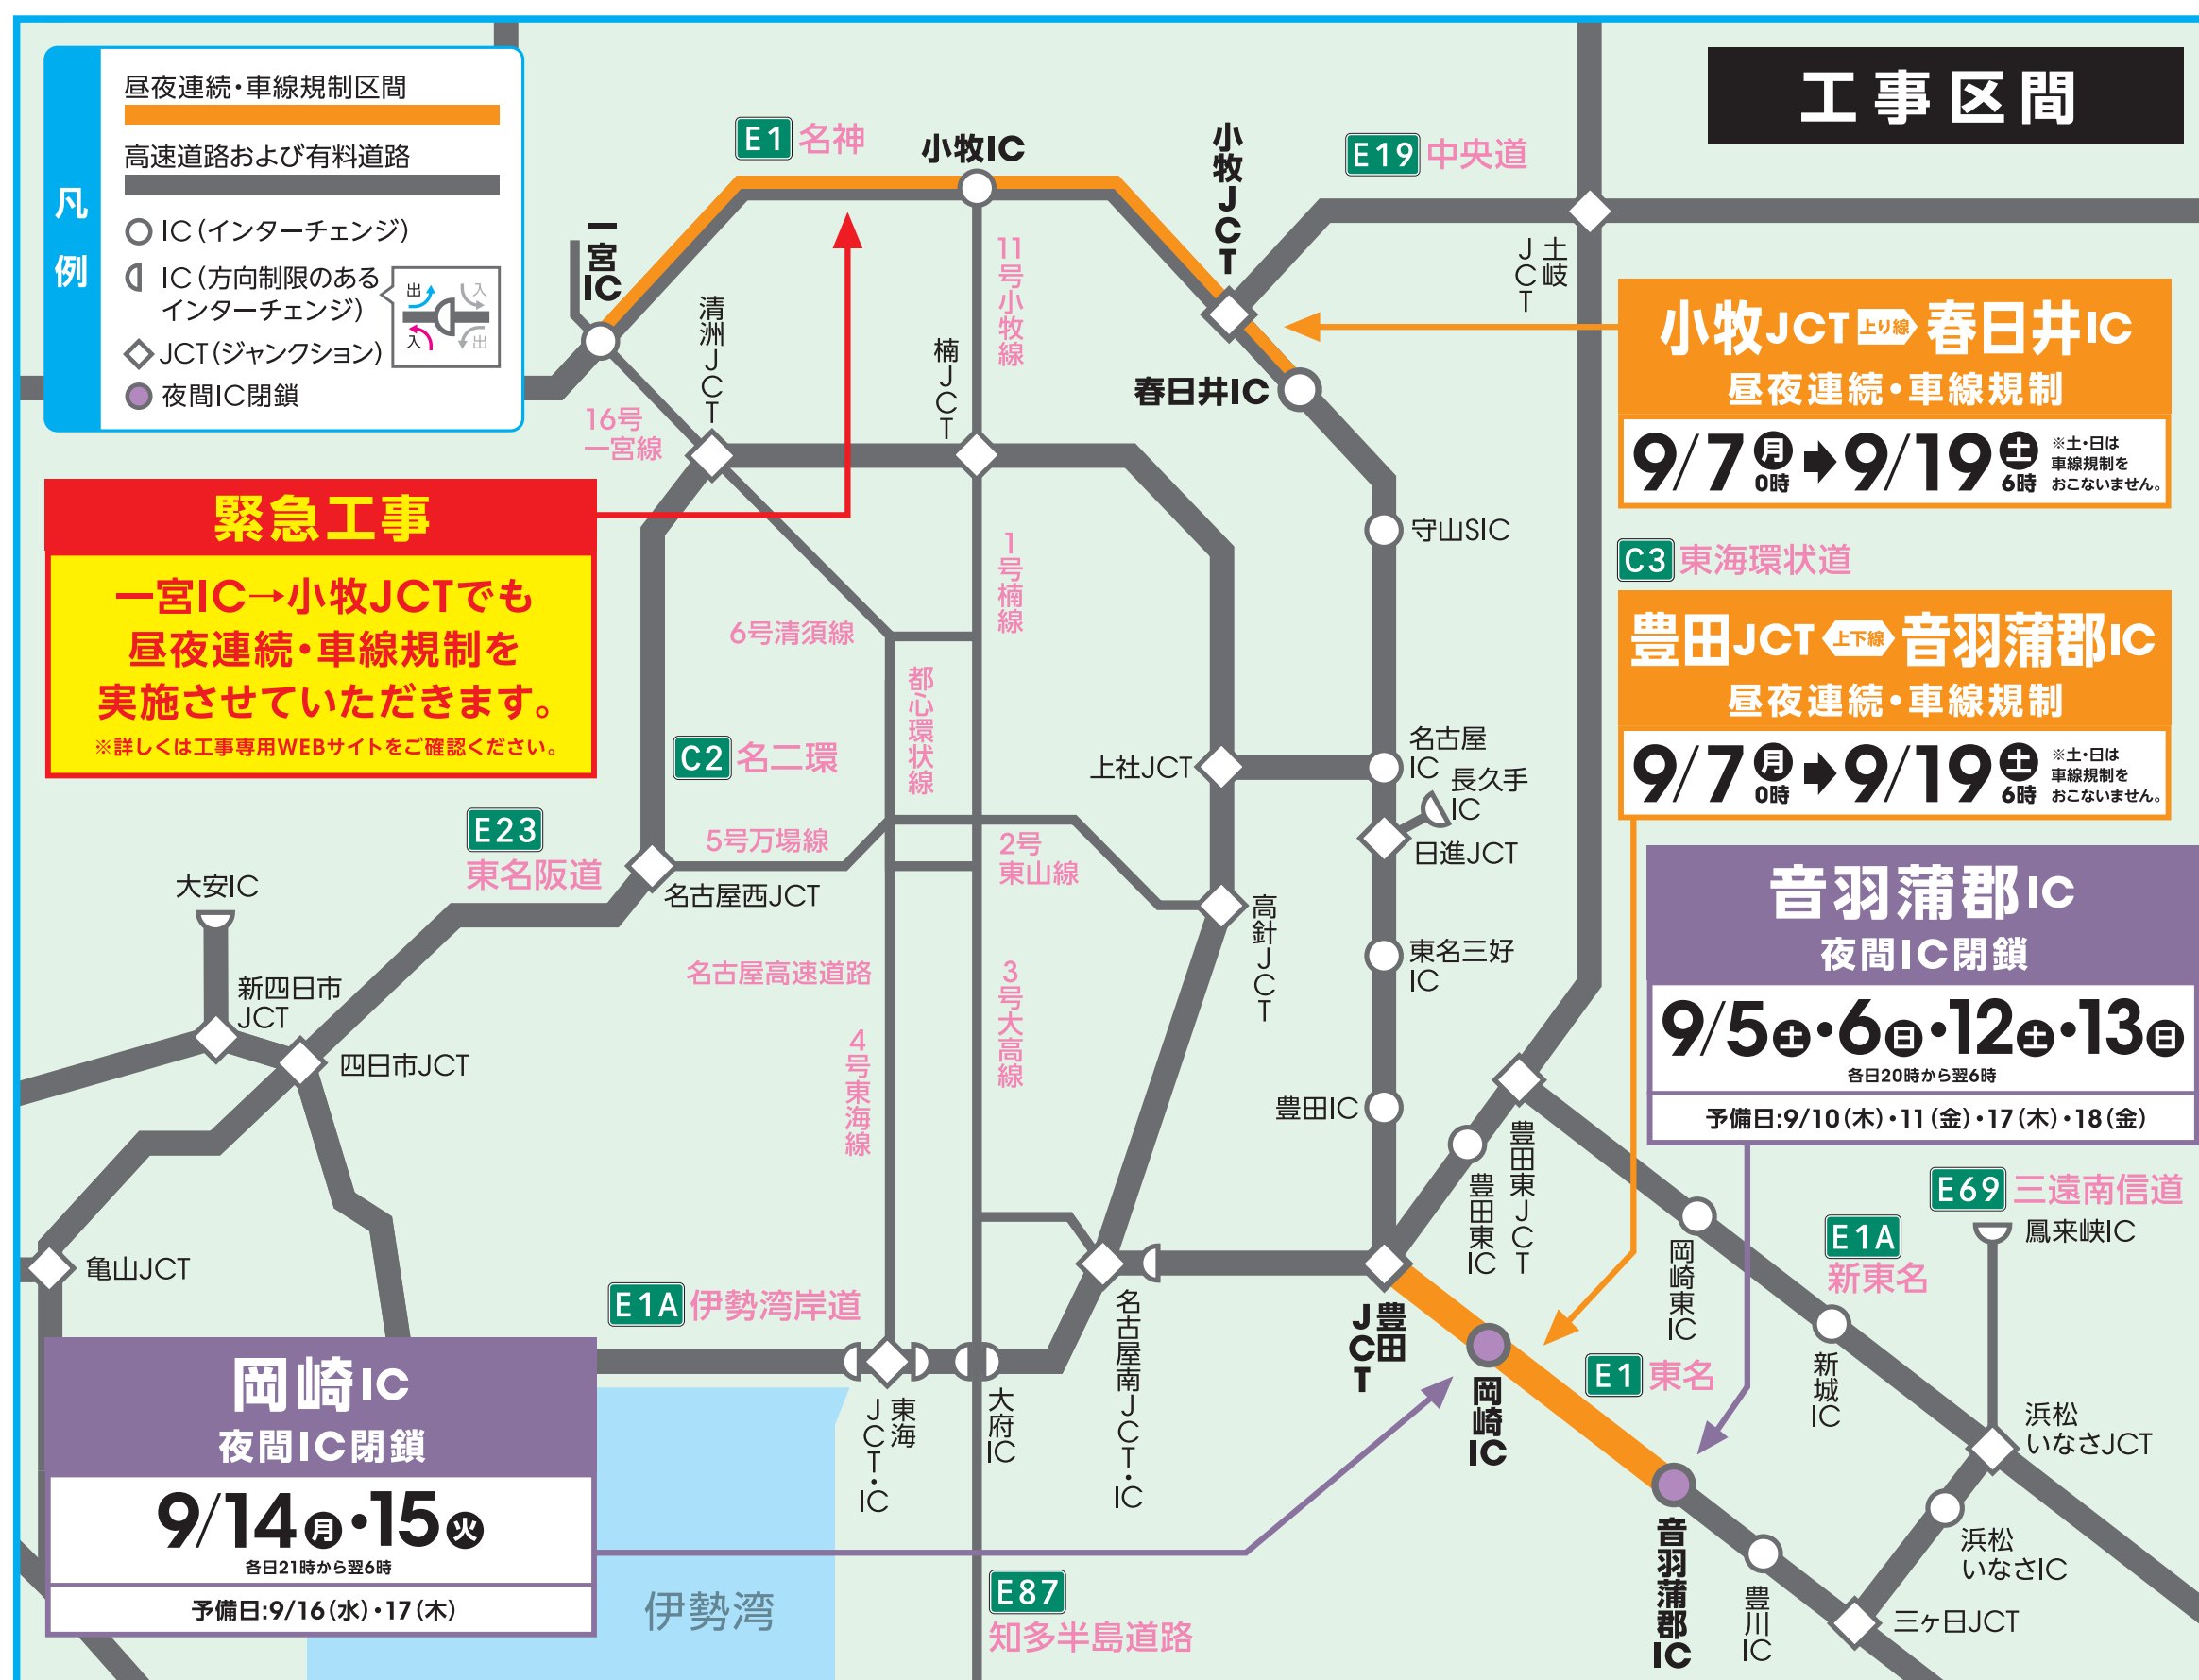 工事区間
凡例
昼夜連続・車線規制区間
高速道路および有料道路
IC(インターチェンジ)
IC(方向制限のある
インターチェンジ)
出
入
入
出
JCT(ジャンクション)
夜間IC閉鎖
E1 名神
小牧IC
小牧JCT
E19 中央道
土岐
JCT
一宮IC
清洲JCT
楠JCT
11号小牧線
16号
一宮線
春日井IC
小牧JCT 上り線 春日井IC
昼夜連続・車線規制
9/7月0時→9/19土6時
※土・日は
車線規制を
おこないません。
緊急工事
一宮IC→小牧JCTでも
昼夜連続・車線規制を
実施させていただきます。
※詳しくは工事専用WEBサイトをご確認ください。
守山SIC
1号楠線
C3 東海環状道
6号清須線
都心環状線
豊田JCT 上下線 音羽蒲郡IC
昼夜連続・車線規制
9/7月0時→9/19土6時
※土・日は
車線規制を
おこないません。
C2 名二環
上社JCT
名古屋
IC
長久手
IC
日進JCT
E23
東名阪道
5号万場線
2号
東山線
名古屋西JCT
大安IC
高針JCT
東名三好
IC
音羽蒲郡IC
夜間IC閉鎖
9/5土・6日・12土・13日
各日20時から翌6時
予備日:9/10(木)・11(金)・17(木)・18(金)
新四日市
JCT
四日市JCT
名古屋高速道路
3号大高線
4号東海線
豊田IC
豊田東JCT
豊田東IC
E69 三遠南信道
鳳来峡IC
E1A
新東名
岡崎東IC
亀山JCT
E1A 伊勢湾岸道
名古屋南JCT・IC
豊田
JCT
新城IC
E1 東名
岡崎IC
夜間IC閉鎖
9/14月・15火
各日21時から翌6時
予備日:9/16(水)・17(木)
東海
JCT・IC
大府IC
岡崎IC
浜松
いなさJCT
浜松
いなさIC
音羽蒲郡IC
豊川IC
三ヶ日JCT
伊勢湾
E87
知多半島道路